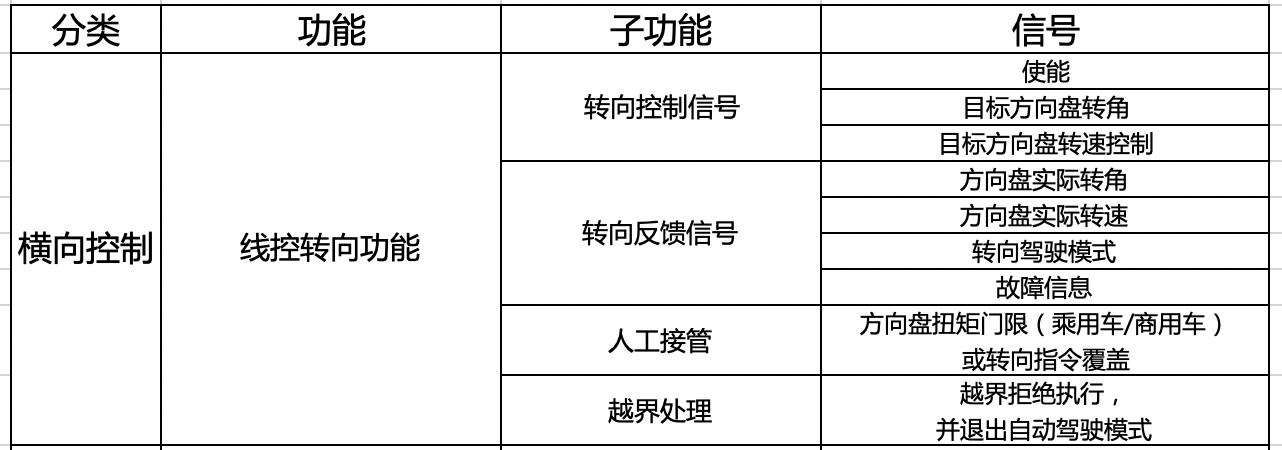 分类 功能 子功能 信号
横向控制 线控转向功能 转向控制信号 使能
目标方向盘转角
目标方向盘转速控制
转向反馈信号 方向盘实际转角
方向盘实际转速
转向驾驶模式
故障信息
人工接管 方向盘扭矩门限（乘用车/商用车）
或转向指令覆盖
越界处理 越界拒绝执行，
并退出自动驾驶模式